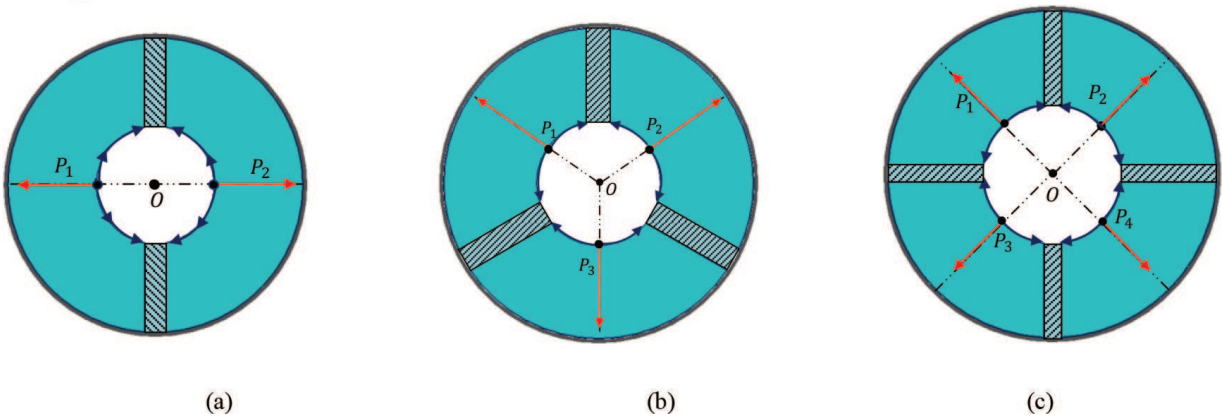 P₁ O P₂
(a)
P₁ P₂
O
P₃
(b)
P₁ P₂
O
P₃ P₄
(c)